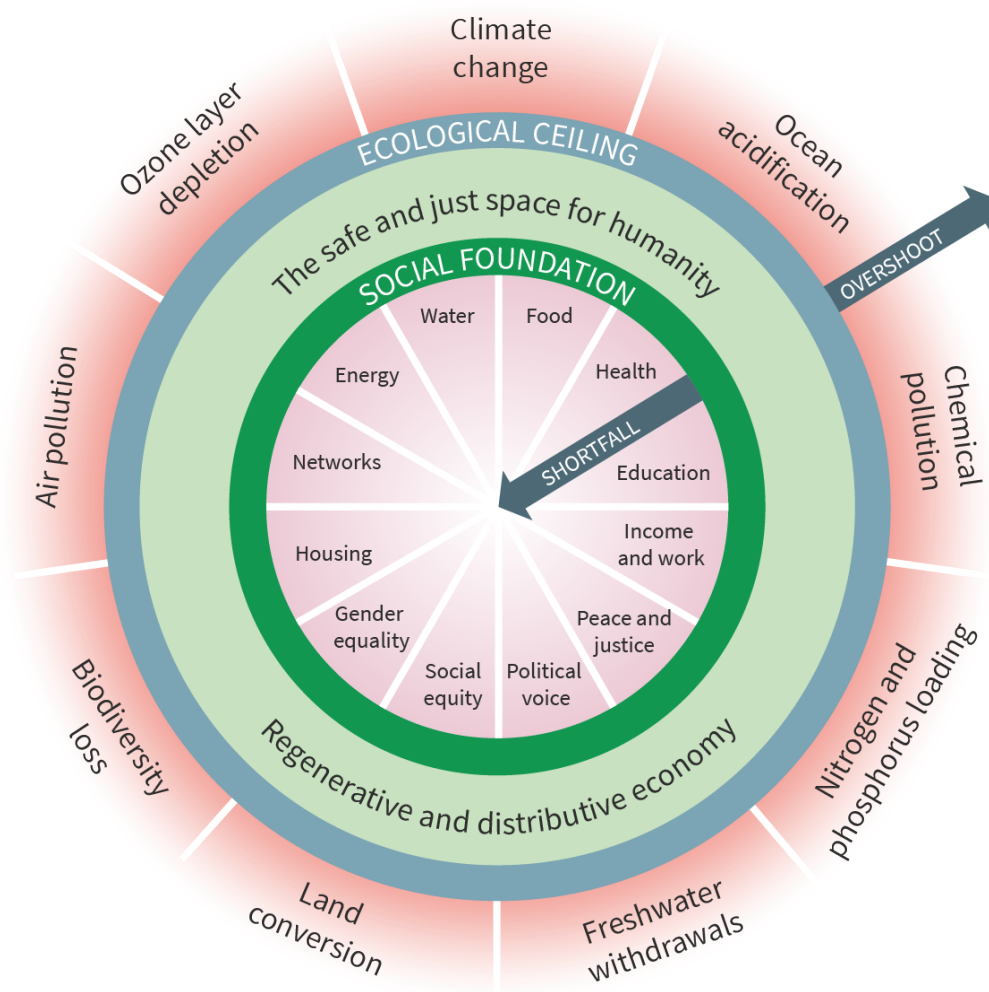 Climate
change
Ocean
acidification
OVERSHOOT
Chemical
pollution
Nitrogen and
phosphorus loading
Freshwater
withdrawals
Land
conversion
Biodiversity
loss
Air pollution
Ozone layer
depletion
ECOLOGICAL CEILING
The safe and just space for humanity
SOCIAL FOUNDATION
Water
Food
Energy
Health
SHORTFALL
Networks
Education
Housing
Income
and work
Gender
equality
Peace and
justice
Social
equity
Political
voice
Regenerative and distributive economy